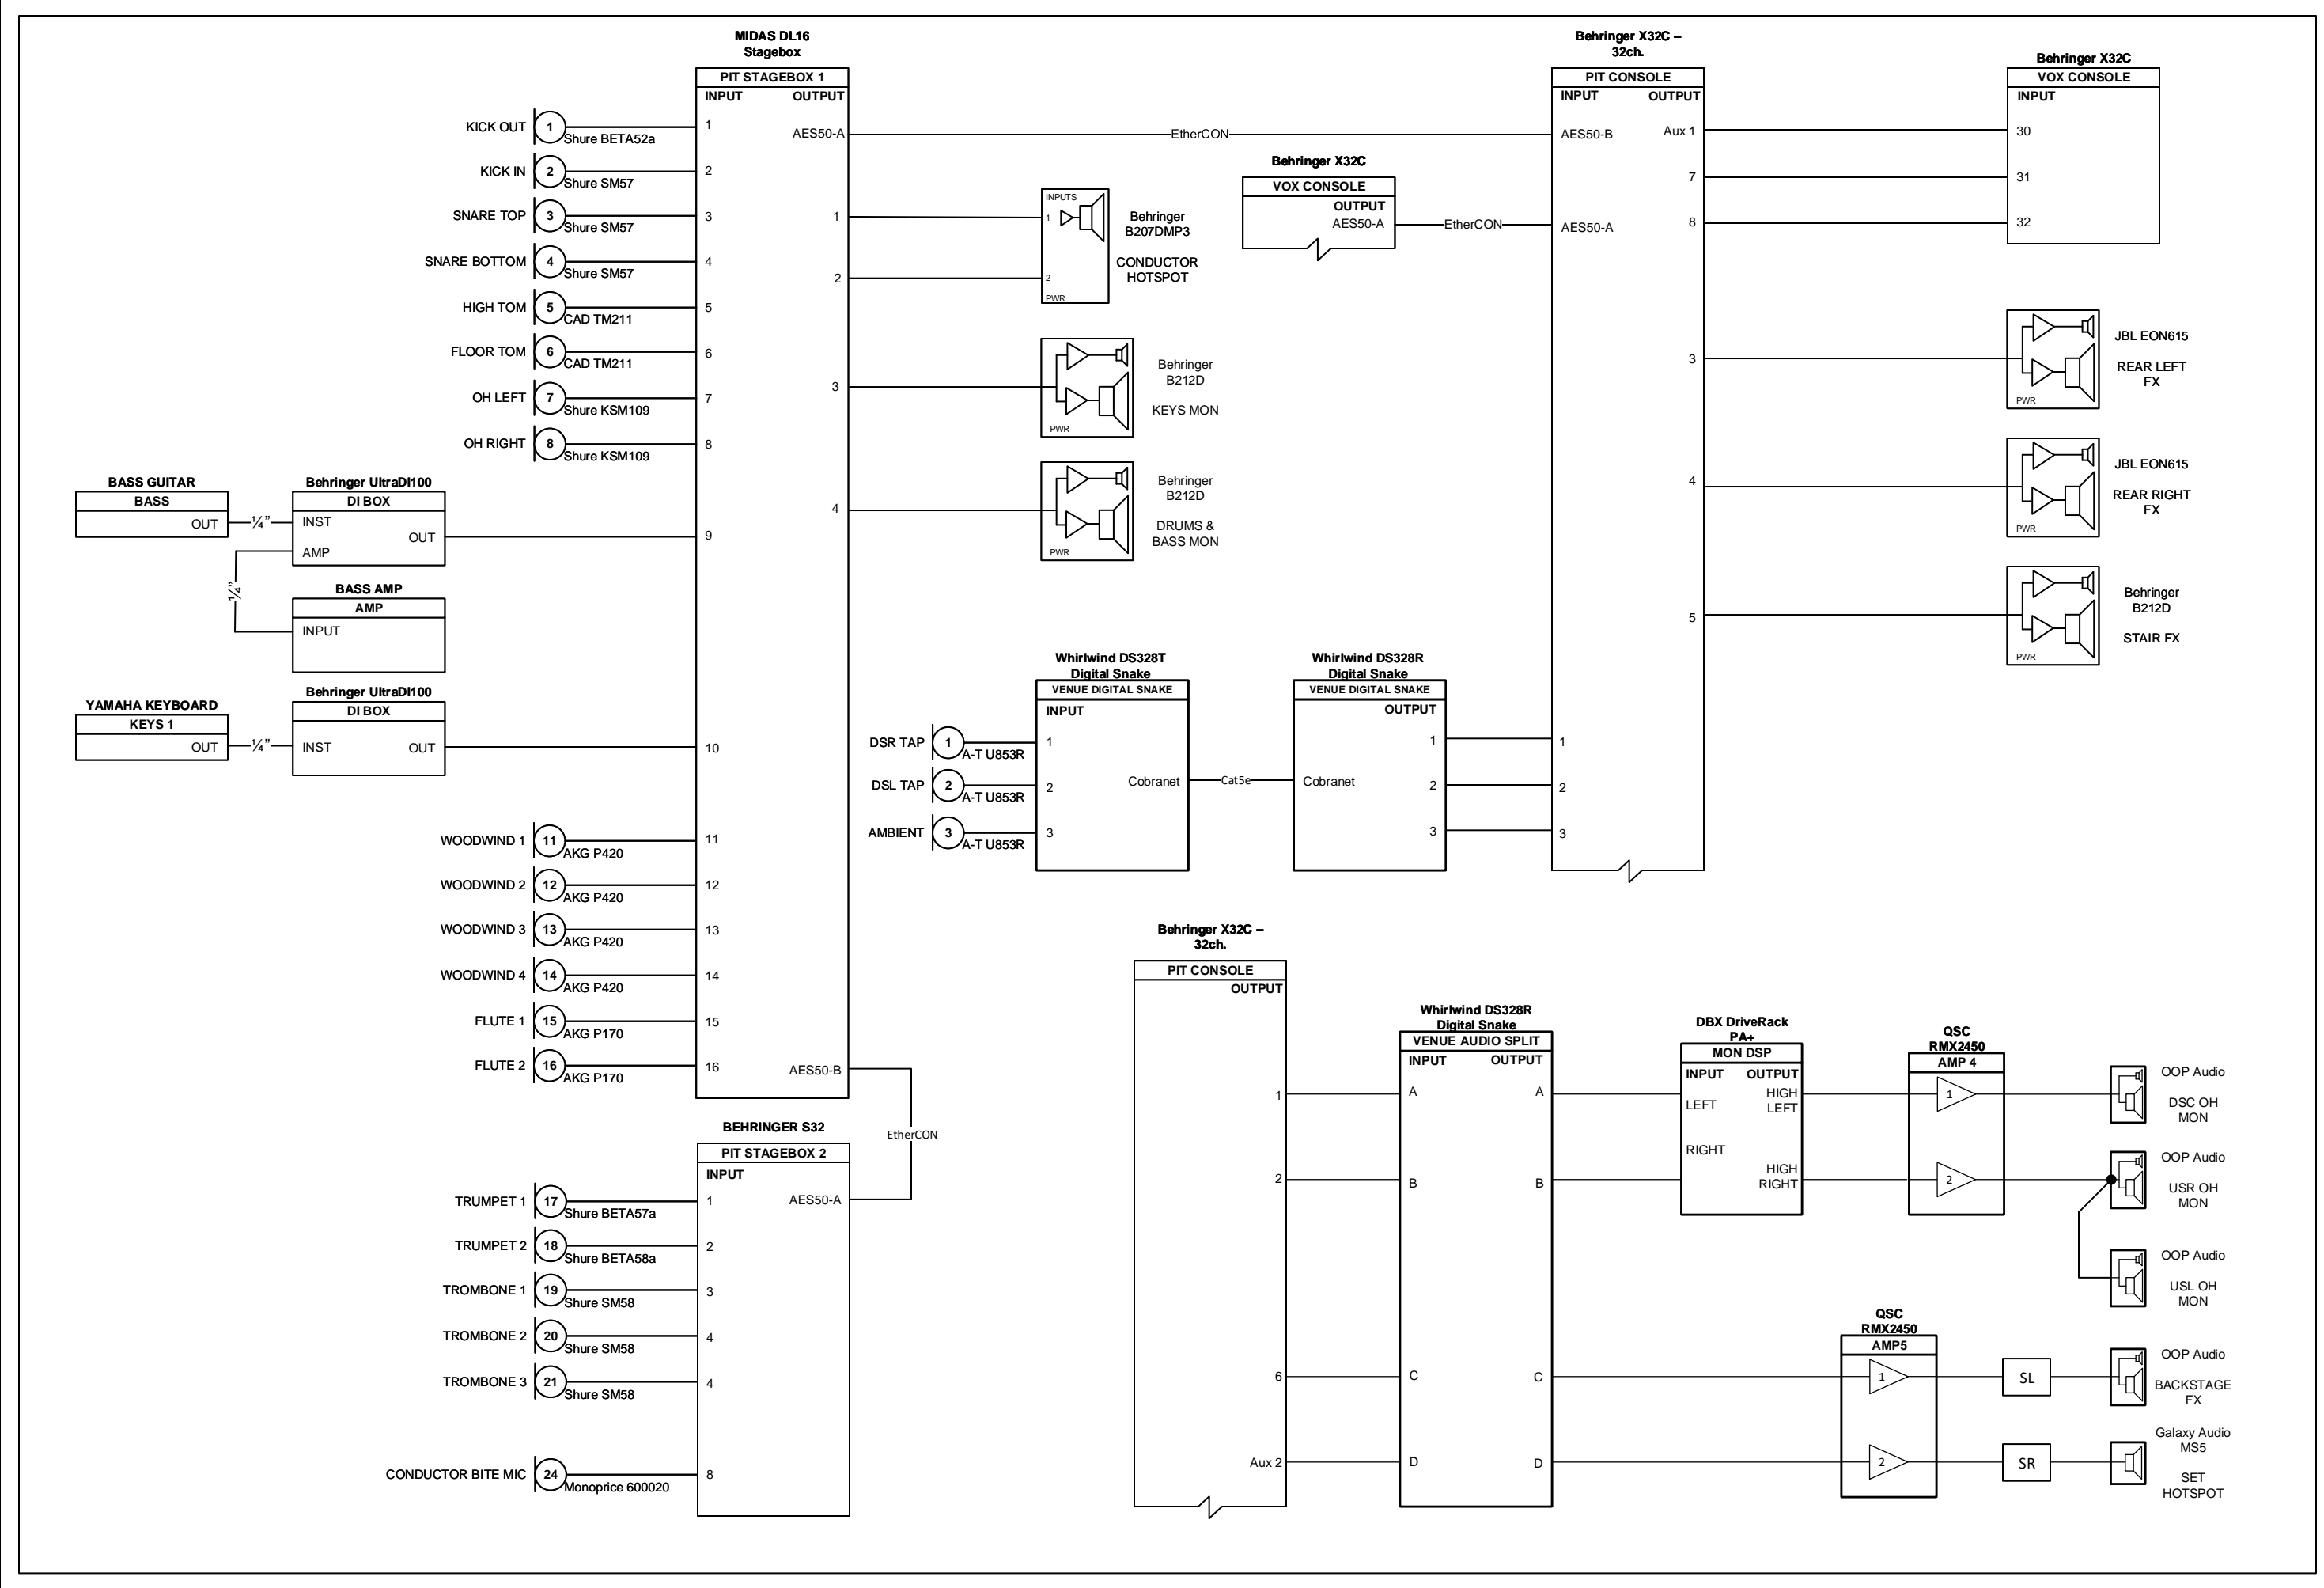 MIDAS DL16
Stagebox
PIT STAGEBOX 1
INPUT OUTPUT
KICK OUT 1 Shure BETA52a 1
KICK IN 2 Shure SM57 2
SNARE TOP 3 Shure SM57 3
SNARE BOTTOM 4 Shure SM57 4
HIGH TOM 5 CAD TM211 5
FLOOR TOM 6 CAD TM211 6
OH LEFT 7 Shure KSM109 7
OH RIGHT 8 Shure KSM109 8
BASS GUITAR
BASS
OUT
¼”
Behringer UltraDI100
DI BOX
INST
OUT
AMP
9
¼”
BASS AMP
AMP
INPUT
YAMAHA KEYBOARD
KEYS 1
OUT
¼”
Behringer UltraDI100
DI BOX
INST OUT
10
WOODWIND 1 11 AKG P420 11
WOODWIND 2 12 AKG P420 12
WOODWIND 3 13 AKG P420 13
WOODWIND 4 14 AKG P420 14
FLUTE 1 15 AKG P170 15
FLUTE 2 16 AKG P170 16
AES50-A
1
2
3
4
AES50-B
EtherCON
BEHRINGER S32
PIT STAGEBOX 2
INPUT
AES50-A
TRUMPET 1 17 Shure BETA57a 1
TRUMPET 2 18 Shure BETA58a 2
TROMBONE 1 19 Shure SM58 3
TROMBONE 2 20 Shure SM58 4
TROMBONE 3 21 Shure SM58 4
CONDUCTOR BITE MIC 24 Monoprice 600020 8
EtherCON
INPUTS
1
2
PWR
Behringer
B207DMP3
CONDUCTOR
HOTSPOT
PWR
Behringer
B212D
KEYS MON
PWR
Behringer
B212D
DRUMS &
BASS MON
Behringer X32C
VOX CONSOLE
OUTPUT
AES50-A
EtherCON
Whirlwind DS328T
Digital Snake
VENUE DIGITAL SNAKE
INPUT
DSR TAP 1 A-T U853R 1
DSL TAP 2 A-T U853R 2
AMBIENT 3 A-T U853R 3
Cobranet
Cat5e
Whirlwind DS328R
Digital Snake
VENUE DIGITAL SNAKE
OUTPUT
Cobranet
1
2
3
Behringer X32C –
32ch.
PIT CONSOLE
INPUT OUTPUT
AES50-B
AES50-A
1
2
3
Aux 1
7
8
3
4
5
Behringer X32C
VOX CONSOLE
INPUT
30
31
32
PWR
JBL EON615
REAR LEFT
FX
PWR
JBL EON615
REAR RIGHT
FX
PWR
Behringer
B212D
STAIR FX
Behringer X32C –
32ch.
PIT CONSOLE
OUTPUT
1
2
6
Aux 2
Whirlwind DS328R
Digital Snake
VENUE AUDIO SPLIT
INPUT OUTPUT
A A
B B
C C
D D
DBX DriveRack
PA+
MON DSP
INPUT OUTPUT
LEFT
HIGH
LEFT
RIGHT
HIGH
RIGHT
QSC
RMX2450
AMP 4
1
2
OOP Audio
DSC OH
MON
OOP Audio
USR OH
MON
OOP Audio
USL OH
MON
QSC
RMX2450
AMP5
1
2
SL
SR
OOP Audio
BACKSTAGE
FX
Galaxy Audio
MS5
SET
HOTSPOT